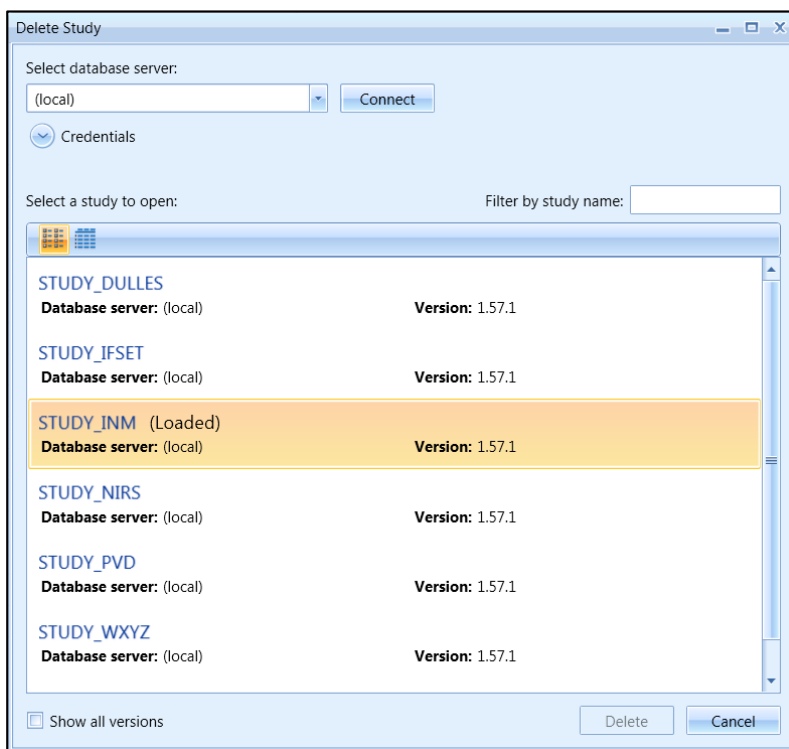 Delete Study
Select database server:
(local) Connect
Credentials
Select a study to open: Filter by study name:
STUDY_DULLES
Database server: (local) Version: 1.57.1
STUDY_IFSET
Database server: (local) Version: 1.57.1
STUDY_INM (Loaded)
Database server: (local) Version: 1.57.1
STUDY_NIRS
Database server: (local) Version: 1.57.1
STUDY_PVD
Database server: (local) Version: 1.57.1
STUDY_WXYZ
Database server: (local) Version: 1.57.1
Show all versions Delete Cancel